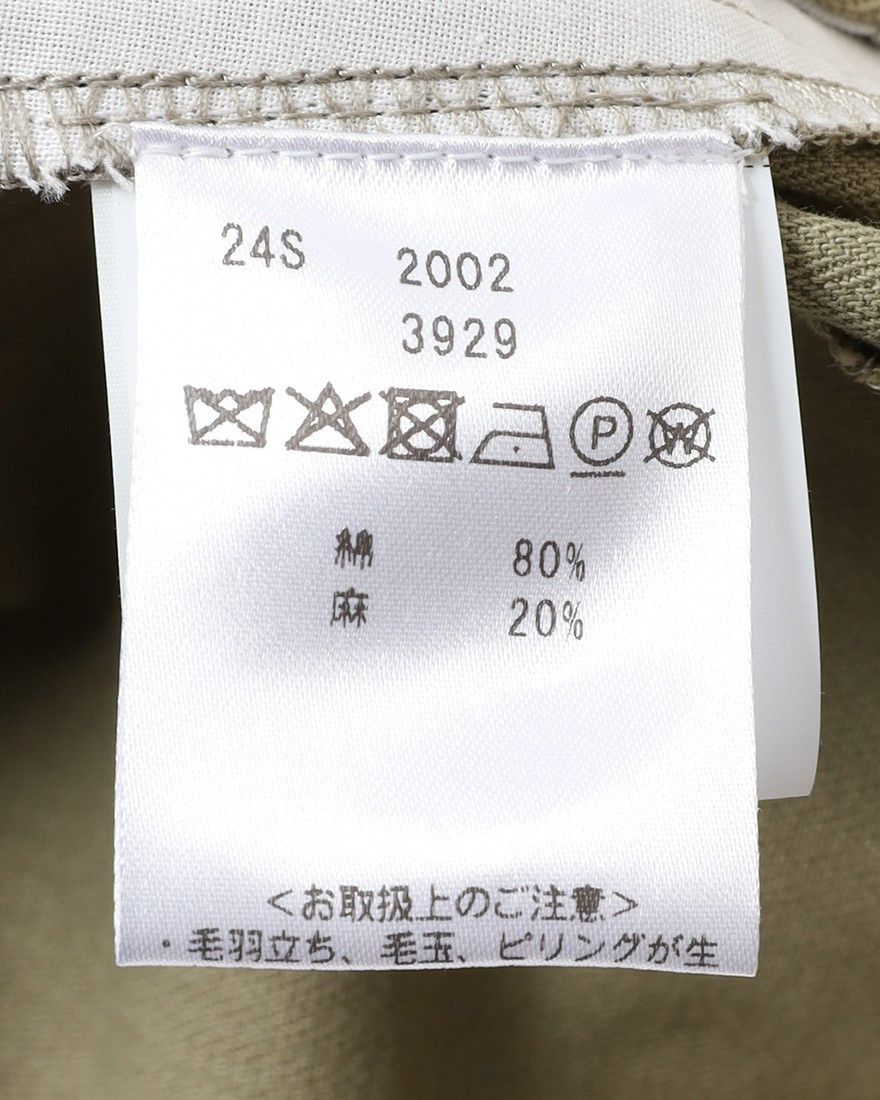 24S 2002
3929
P W
綿 80%
麻 20%
<お取扱上のご注意>
・毛羽立ち、毛玉、ピリングが生